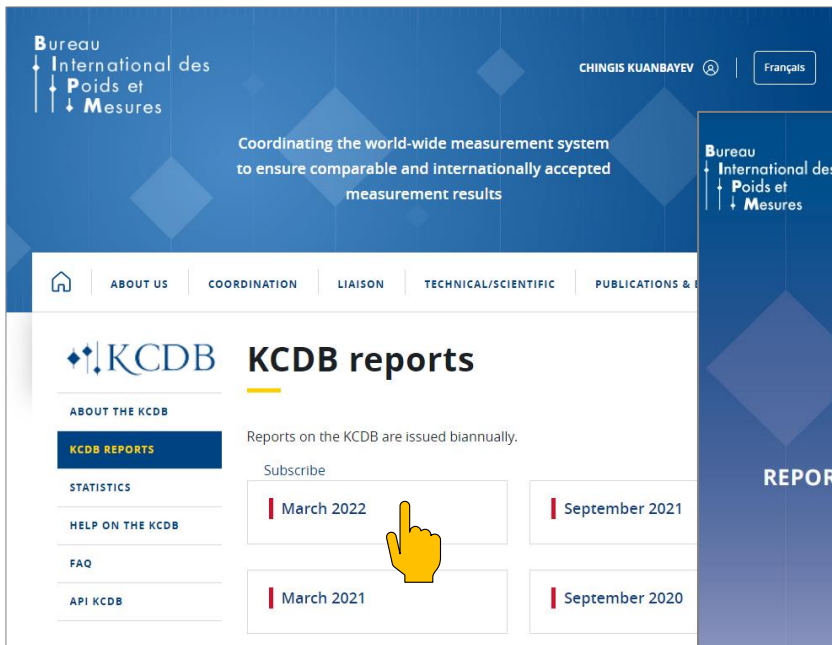 Bureau
International des
Poids et
Mesures
CHINGIS KUANBAYEV
Français
Coordinating the world-wide measurement system
to ensure comparable and internationally accepted
measurement results
ABOUT US
COORDINATION
LIAISON
TECHNICAL/SCIENTIFIC
PUBLICATIONS &
KCDB
ABOUT THE KCDB
KCDB REPORTS
STATISTICS
HELP ON THE KCDB
FAQ
API KCDB
KCDB reports
Reports on the KCDB are issued biannually.
Subscribe
March 2022
September 2021
March 2021
September 2020
Bureau
International des
Poids et
Mesures
REPOR